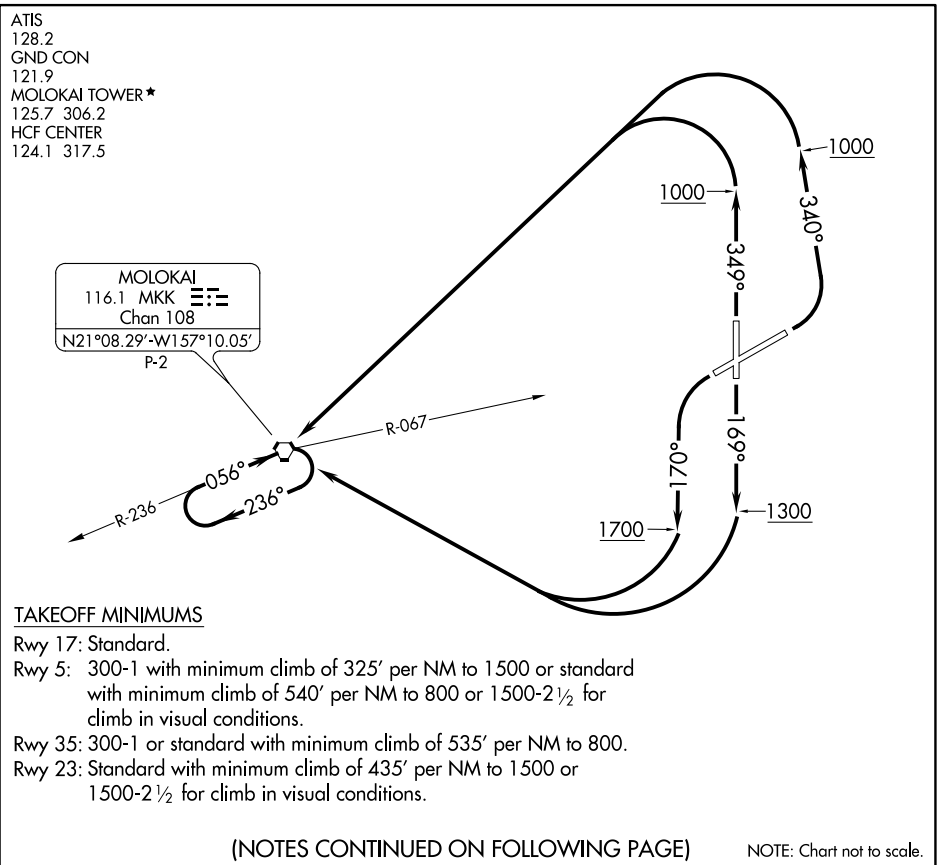 ATIS
128.2
GND CON
121.9
MOLOKAI TOWER★
125.7 306.2
HCF CENTER
124.1 317.5
1000
1000
340°
349°
MOLOKAI
116.1 MKK
Chan 108
N21°08.29'-W157°10.05'
P-2
R-067
056°
236°
R-236
169°
171°
1300
1700
TAKEOFF MINIMUMS
Rwy 17: Standard.
Rwy 5: 300-1 with minimum climb of 325' per NM to 1500 or standard
with minimum climb of 540' per NM to 800 or 1500-2½ for
climb in visual conditions.
Rwy 35: 300-1 or standard with minimum climb of 535' per NM to 800.
Rwy 23: Standard with minimum climb of 435' per NM to 1500 or
1500-2½ for climb in visual conditions.
(NOTES CONTINUED ON FOLLOWING PAGE)
NOTE: Chart not to scale.